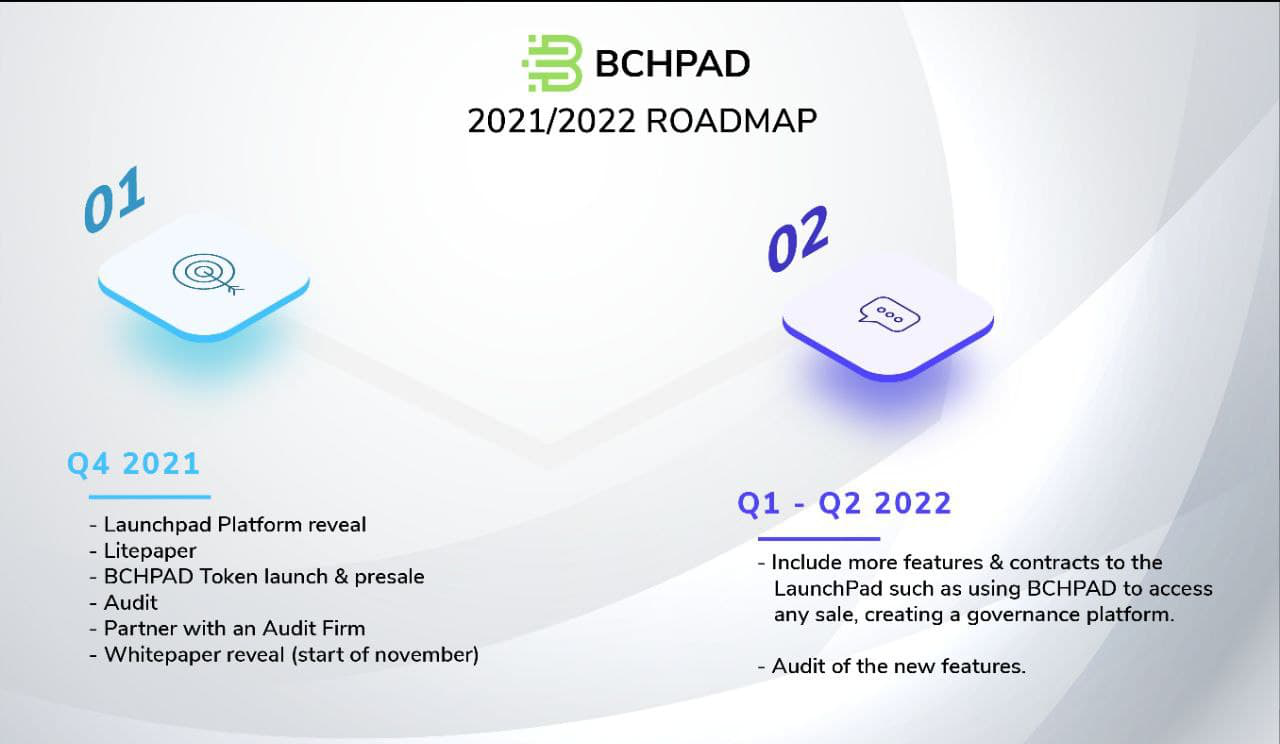 BCHPAD
2021/2022 ROADMAP
01
02
Q4 2021
- Launchpad Platform reveal
- Litepaper
- BCHPAD Token launch & presale
- Audit
- Partner with an Audit Firm
- Whitepaper reveal (start of november)
Q1 - Q2 2022
- Include more features & contracts to the
LaunchPad such as using BCHPAD to access
any sale, creating a governance platform.
- Audit of the new features.